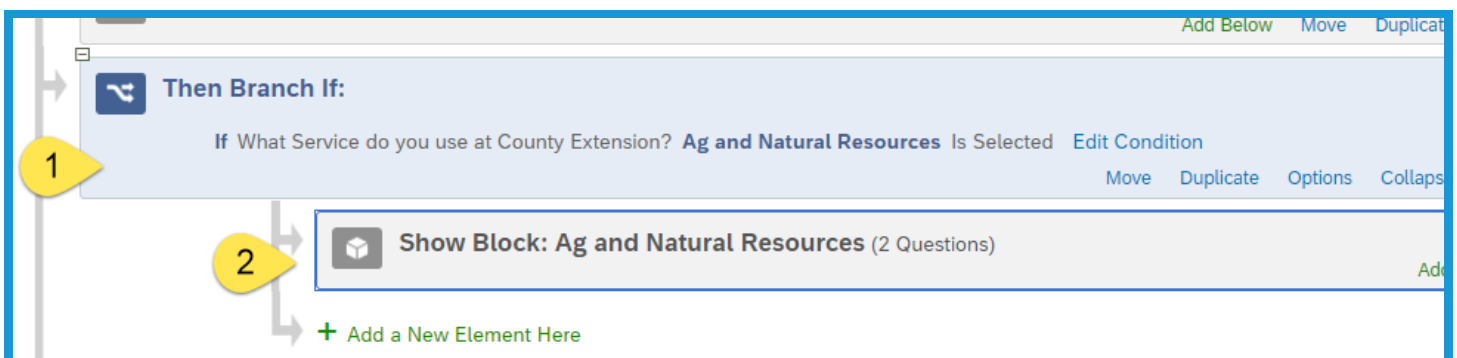 Add Below Move Duplicat
Then Branch If:
If What Service do you use at County Extension? Ag and Natural Resources Is Selected Edit Condition
1
Move Duplicate Options Collaps
Show Block: Ag and Natural Resources (2 Questions)
2
Add
+ Add a New Element Here